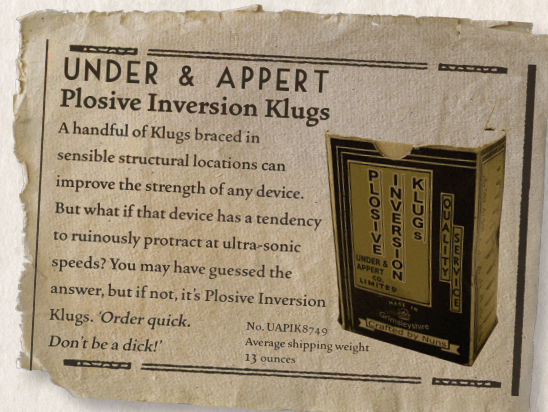 UNDER & APPERT
Plosive Inversion Klugs
A handful of Klugs braced in
sensible structural locations can
improve the strength of any device.
But what if that device has a tendency
to ruinously protract at ultra-sonic
speeds? You may have guessed the
answer, but if not, it's Plosive Inversion
Klugs. 'Order quick.
Don't be a dick!'
No. UAPIK8749
Average shipping weight
13 ounces
PLOSIVE
INVERSION
KLUGS
UNDER &
APPERT
CO.
LIMITED
QUALITY
SERVICE
MADE IN
Grimsleyshire
Crafted by Nuns